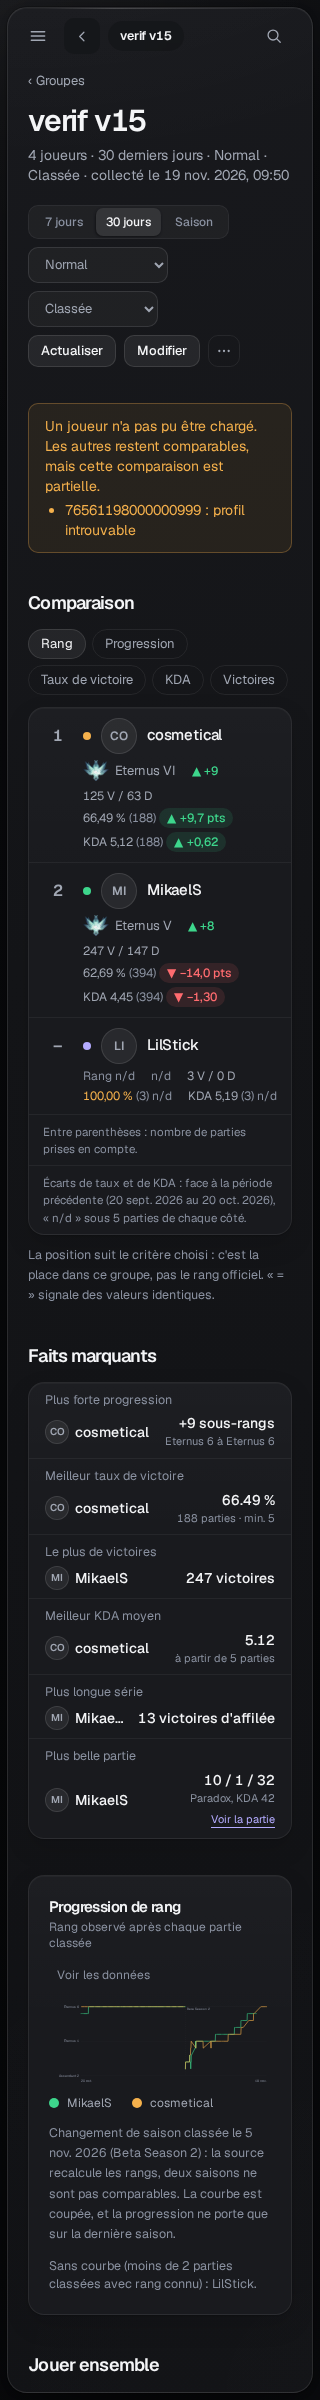 verif v15
‹ Groupes
verif v15
4 joueurs · 30 derniers jours · Normal ·
Classée · collecté le 19 nov. 2026, 09:50
7 jours 30 jours Saison
Normal
Classée
Actualiser Modifier ···
Un joueur n'a pas pu être chargé.
Les autres restent comparables,
mais cette comparaison est
partielle.
• 76561198000000999 : profil
introuvable
Comparaison
Rang Progression
Taux de victoire KDA Victoires
1 CO cosmetical
Eternus VI ▲ +9
125 V / 63 D
66,49 % (188) ▲ +9,7 pts
KDA 5,12 (188) ▲ +0,62
2 MI MikaelS
Eternus V ▲ +8
247 V / 147 D
62,69 % (394) ▼ −14,0 pts
KDA 4,45 (394) ▼ −1,30
– LI LilStick
Rang n/d n/d 3 V / 0 D
100,00 % (3) n/d KDA 5,19 (3) n/d
Entre parenthèses : nombre de parties
prises en compte.
Écarts de taux et de KDA : face à la période
précédente (20 sept. 2026 au 20 oct. 2026),
« n/d » sous 5 parties de chaque côté.
La position suit le critère choisi : c'est la
place dans ce groupe, pas le rang officiel. « =
» signale des valeurs identiques.
Faits marquants
Plus forte progression
CO cosmetical +9 sous-rangs
Eternus 6 à Eternus 6
Meilleur taux de victoire
CO cosmetical 66.49 %
188 parties · min. 5
Le plus de victoires
MI MikaelS 247 victoires
Meilleur KDA moyen
CO cosmetical 5.12
à partir de 5 parties
Plus longue série
MI Mikae... 13 victoires d'affilée
Plus belle partie
MI MikaelS 10 / 1 / 32
Paradox, KDA 42
Voir la partie
Progression de rang
Rang observé après chaque partie
classée
Voir les données
MikaelS cosmetical
Changement de saison classée le 5
nov. 2026 (Beta Season 2) : la source
recalcule les rangs, deux saisons ne
sont pas comparables. La courbe est
coupée, et la progression ne porte que
sur la dernière saison.
Sans courbe (moins de 2 parties
classées avec rang connu) : LilStick.
Jouer ensemble